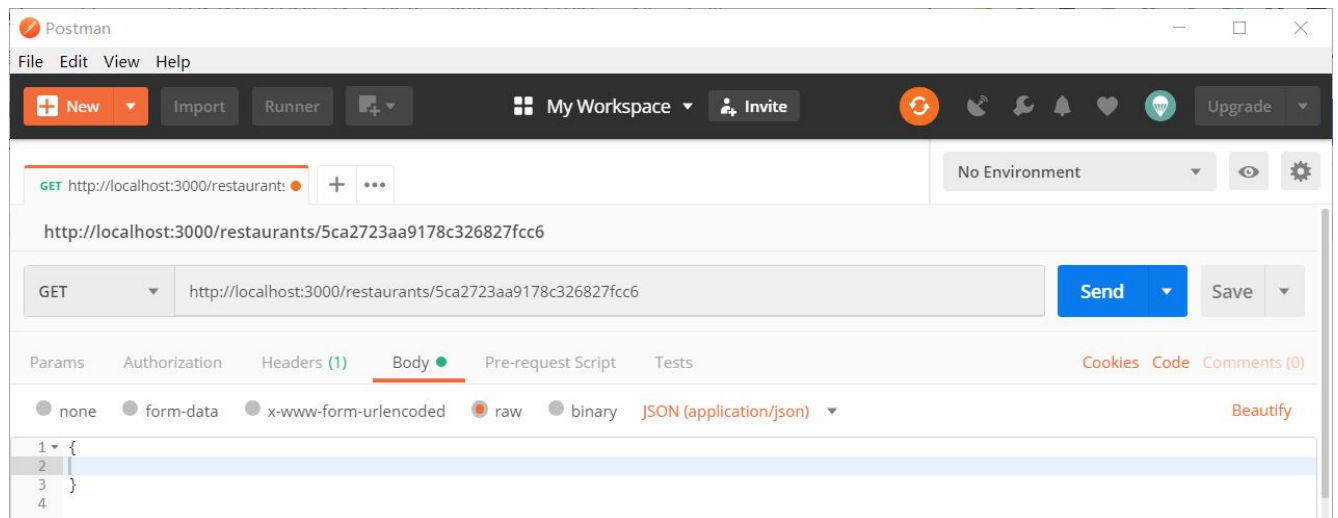 Postman
File Edit View Help
New Import Runner My Workspace Invite Upgrade
GET http://localhost:3000/restaurants No Environment
http://localhost:3000/restaurants/5ca2723aa9178c326827fcc6
GET http://localhost:3000/restaurants/5ca2723aa9178c326827fcc6 Send Save
Params Authorization Headers (1) Body Pre-request Script Tests Cookies Code Comments (0)
none form-data x-www-form-urlencoded raw binary JSON (application/json) Beautify
1 {
2
3 }
4